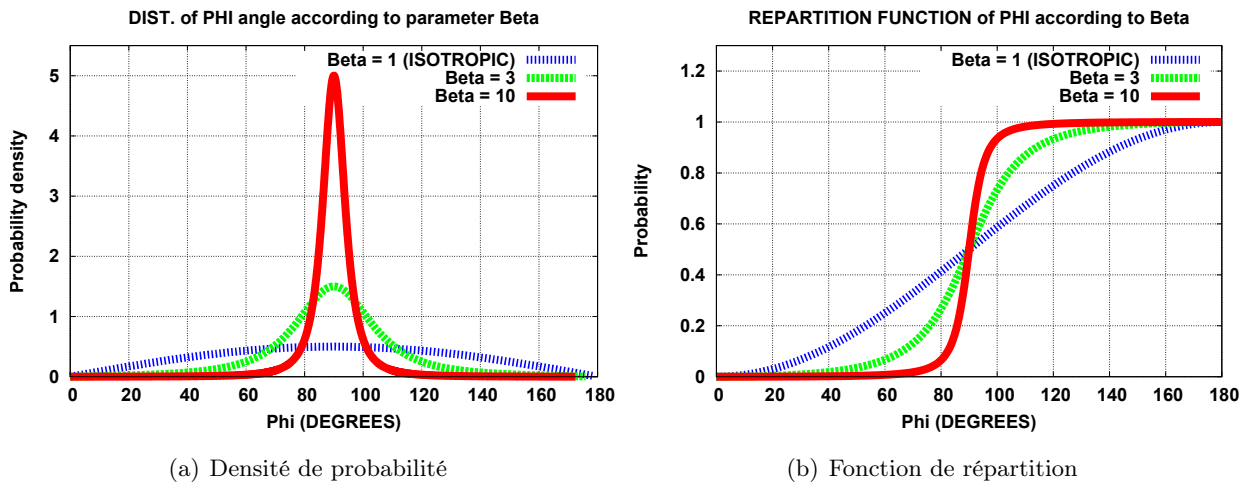 DIST. of PHI angle according to parameter Beta
Beta = 1 (ISOTROPIC)
Beta = 3
Beta = 10
Probability density
5
4
3
2
1
0
0 20 40 60 80 100 120 140 160 180
Phi (DEGREES)
(a) Densité de probabilité
REPARTITION FUNCTION of PHI according to Beta
Beta = 1 (ISOTROPIC)
Beta = 3
Beta = 10
Probability
1.2
1
0.8
0.6
0.4
0.2
0
0 20 40 60 80 100 120 140 160 180
Phi (DEGREES)
(b) Fonction de répartition